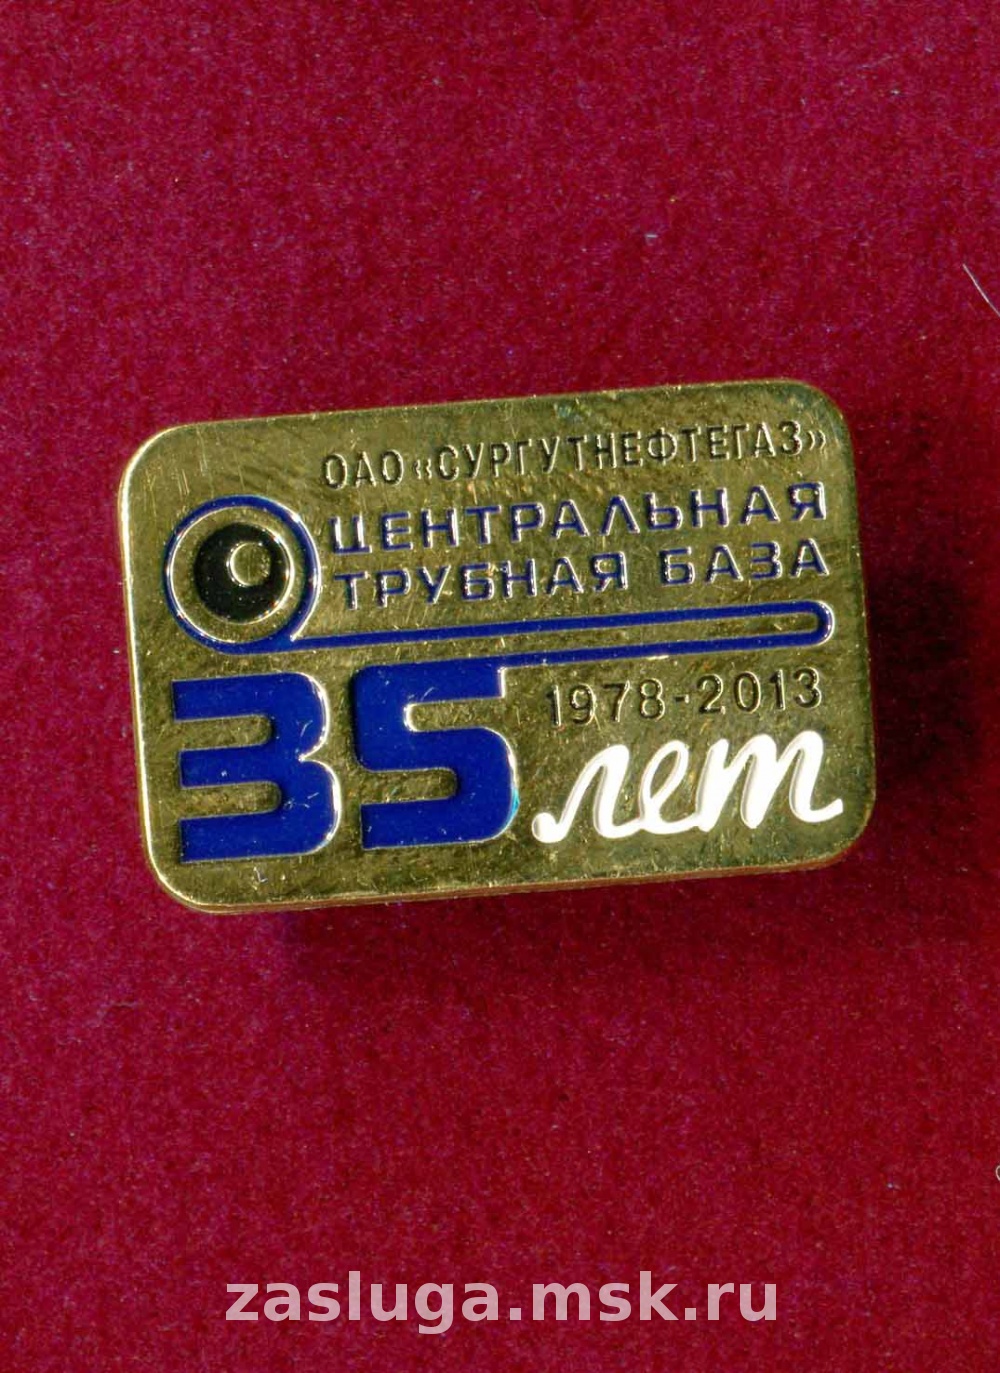 ОАО «СУРГУТНЕФТЕГАЗ»
ЦЕНТРАЛЬНАЯ
ТРУБНАЯ БАЗА
1978-2013
35 лет
zasluga.msk.ru